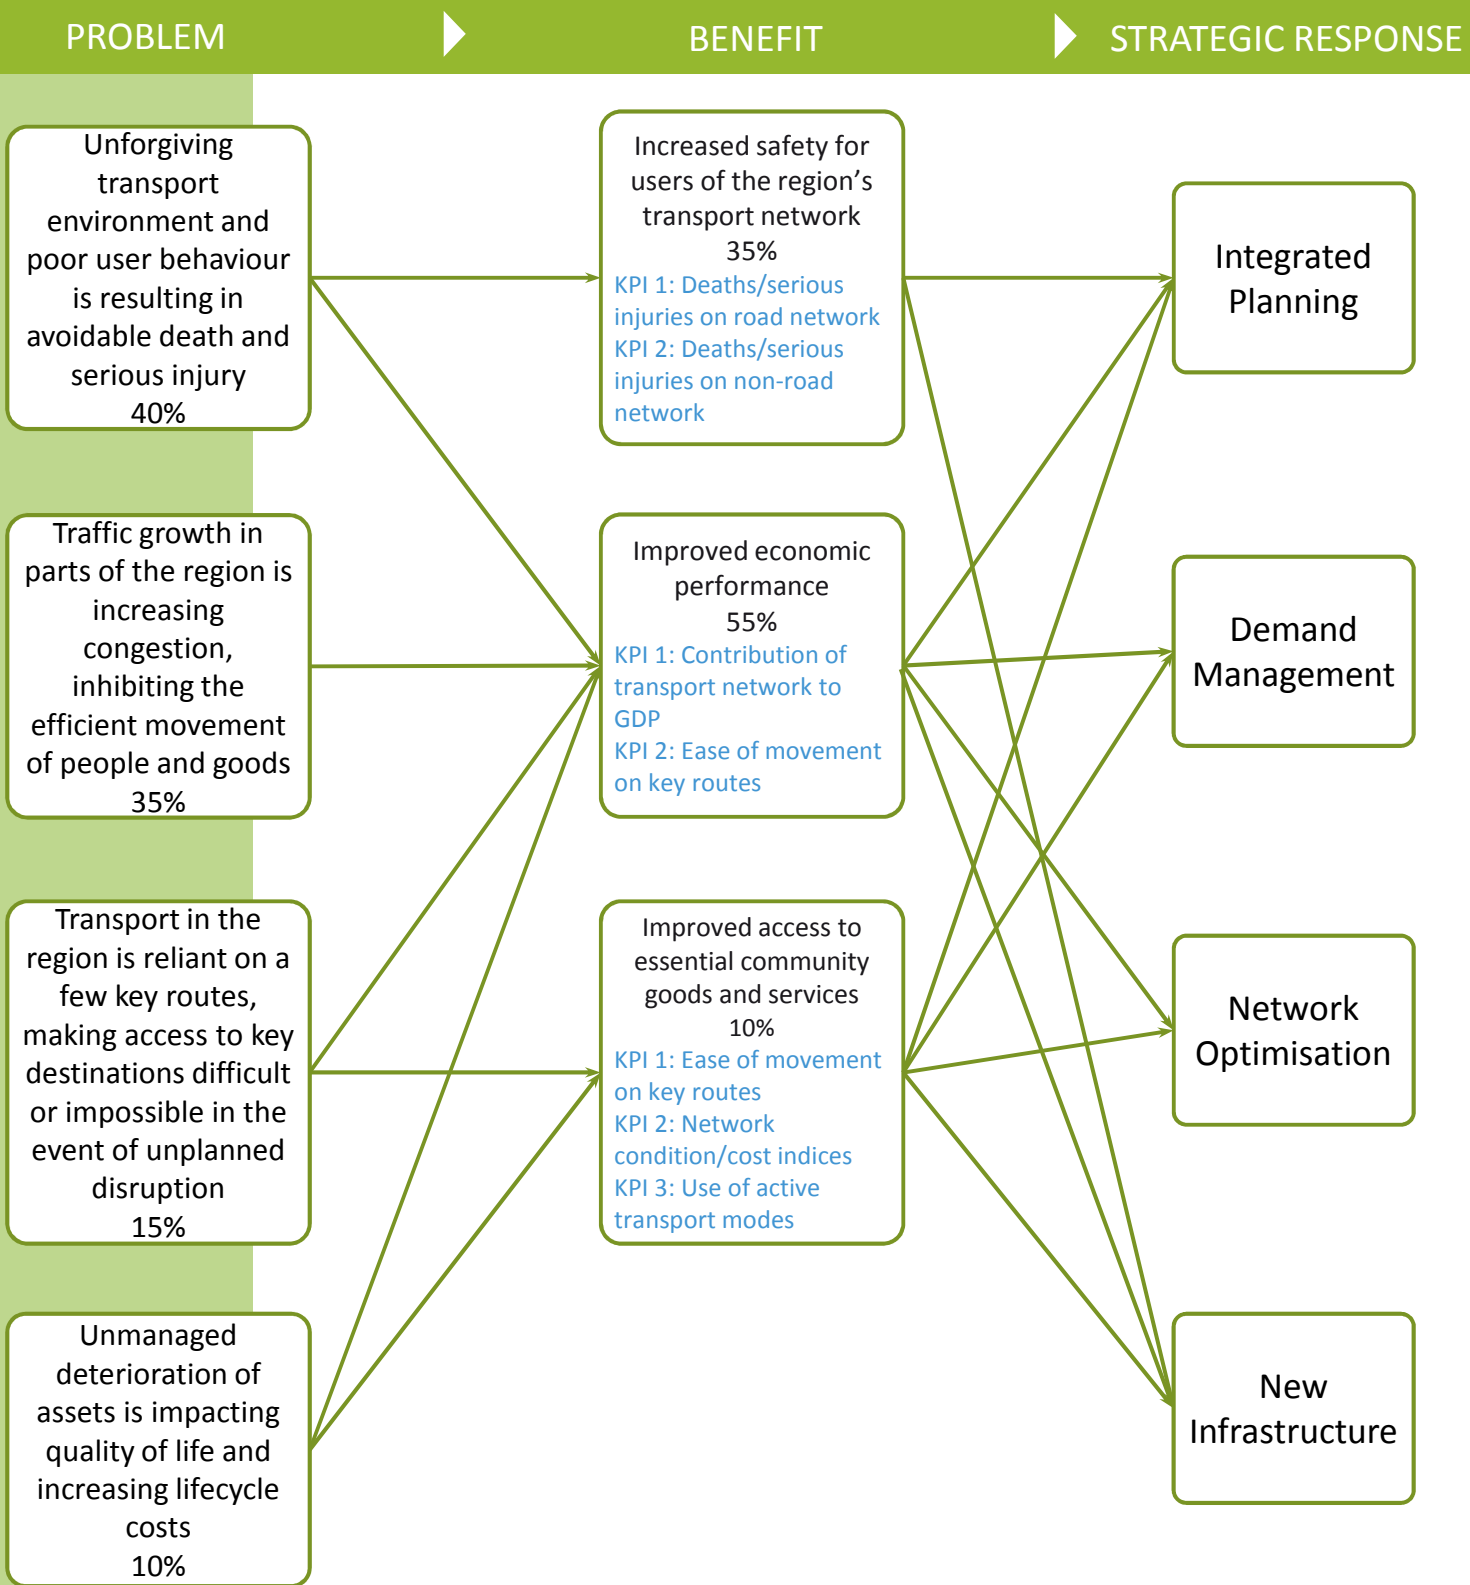 PROBLEM
BENEFIT
STRATEGIC RESPONSE
Unforgiving
transport
environment and
poor user behaviour
is resulting in
avoidable death and
serious injury
40%
Traffic growth in
parts of the region is
increasing
congestion,
inhibiting the
efficient movement
of people and goods
35%
Transport in the
region is reliant on a
few key routes,
making access to key
destinations difficult
or impossible in the
event of unplanned
disruption
15%
Unmanaged
deterioration of
assets is impacting
quality of life and
increasing lifecycle
costs
10%
Increased safety for
users of the region’s
transport network
35%
KPI 1: Deaths/serious
injuries on road network
KPI 2: Deaths/serious
injuries on non-road
network
Improved economic
performance
55%
KPI 1: Contribution of
transport network to
GDP
KPI 2: Ease of movement
on key routes
Improved access to
essential community
goods and services
10%
KPI 1: Ease of movement
on key routes
KPI 2: Network
condition/cost indices
KPI 3: Use of active
transport modes
Integrated
Planning
Demand
Management
Network
Optimisation
New
Infrastructure